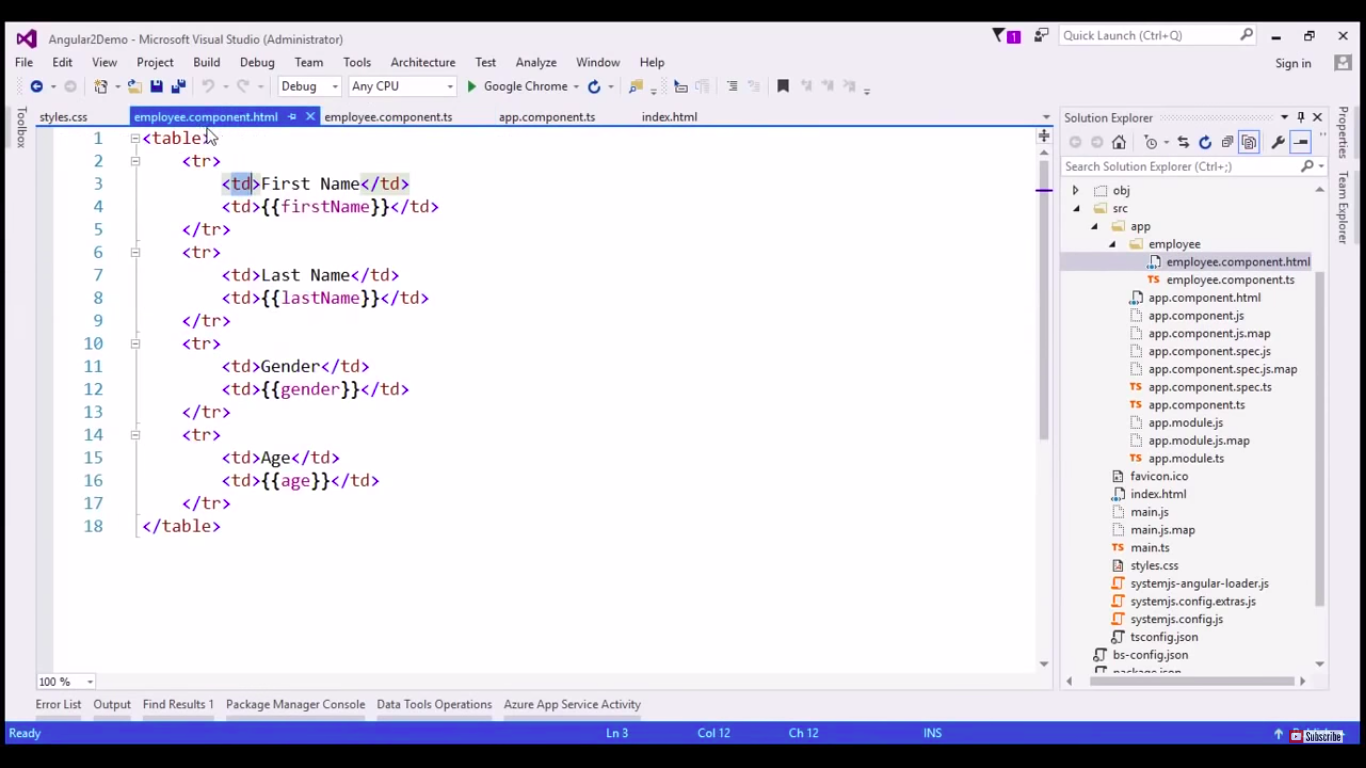 Angular2Demo - Microsoft Visual Studio (Administrator)
1
Quick Launch (Ctrl+Q)
File Edit View Project Build Debug Team Tools Architecture Test Analyze Window Help
Sign in
Debug Any CPU Google Chrome
Toolbox
styles.css employee.component.html employee.component.ts app.component.ts index.html
1 <table>
2 <tr>
3 <td>First Name</td>
4 <td>{{firstName}}</td>
5 </tr>
6 <tr>
7 <td>Last Name</td>
8 <td>{{lastName}}</td>
9 </tr>
10 <tr>
11 <td>Gender</td>
12 <td>{{gender}}</td>
13 </tr>
14 <tr>
15 <td>Age</td>
16 <td>{{age}}</td>
17 </tr>
18 </table>
100 %
Solution Explorer
Search Solution Explorer (Ctrl+;)
obj
src
app
employee
employee.component.html
employee.component.ts
app.component.html
app.component.js
app.component.js.map
app.component.spec.js
app.component.spec.js.map
TS app.component.spec.ts
TS app.component.ts
app.module.js
app.module.js.map
TS app.module.ts
favicon.ico
index.html
main.js
main.js.map
TS main.ts
styles.css
systemjs-angular-loader.js
systemjs.config.extras.js
systemjs.config.js
tsconfig.json
bs-config.json
package.json
Properties
Team Explorer
Error List Output Find Results 1 Package Manager Console Data Tools Operations Azure App Service Activity
Ready Ln 3 Col 12 Ch 12 INS
Subscribe